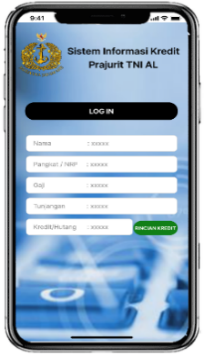 9:41
Sistem Informasi Kredit
Prajurit TNI AL
LOG IN
Nama : xxxxx
Pangkat / NRP : xxxxx
Gaji : xxxxx
Tunjangan : xxxxx
Kredit/Hutang : xxxxx
RINCIAN KREDIT